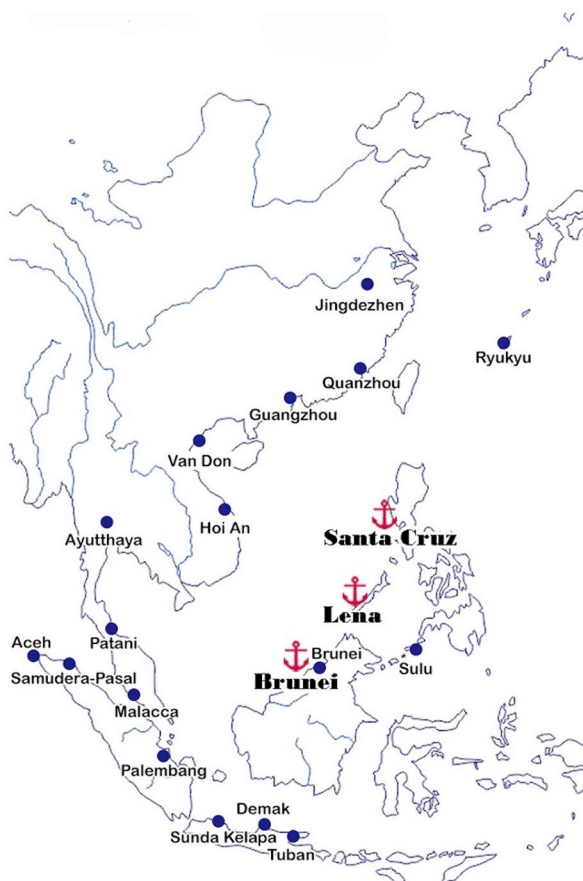 Jingdezhen
Ryukyu
Quanzhou
Guangzhou
Van Don
Hoi An
Ayutthaya
Santa Cruz
Lena
Patani
Aceh
Brunei
Samudera-Pasal
Sulu
Brunei
Malacca
Palembang
Demak
Sunda Kelapa
Tuban